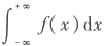 ∫_{-∞}^{+∞} f(x)dx